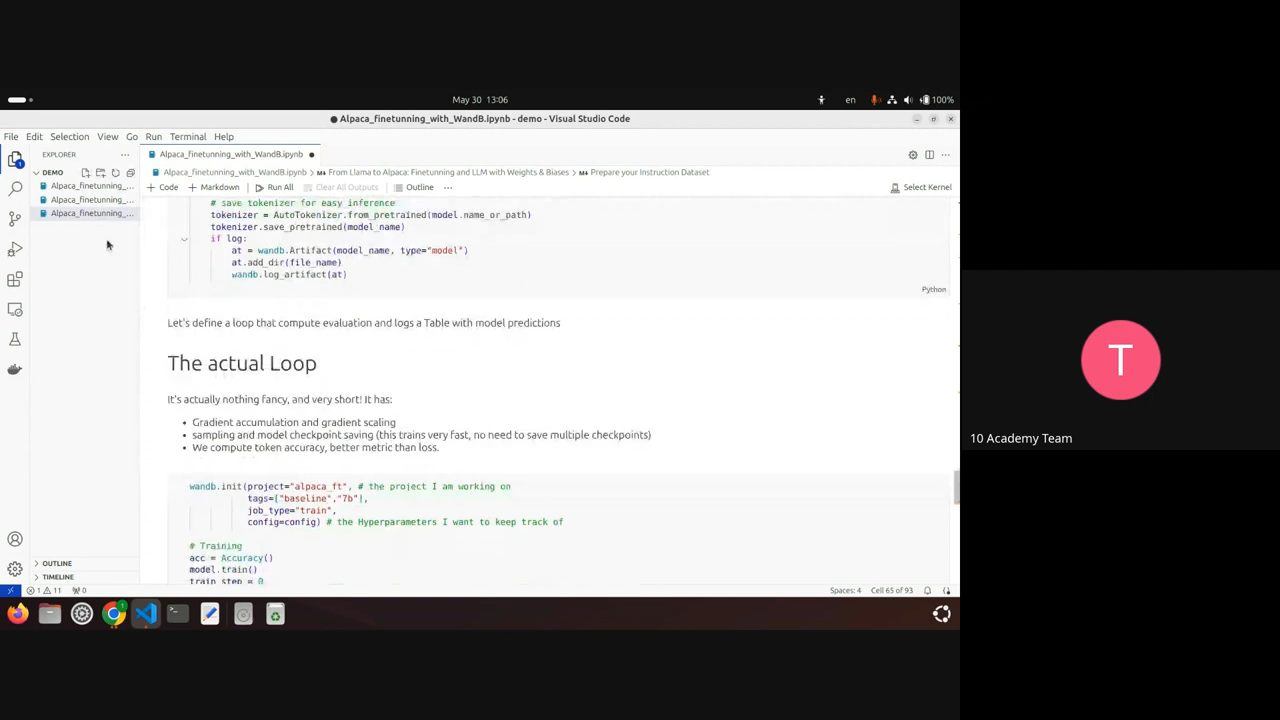 May 30 13:06
en
100%
● Alpaca_finetunning_with_WandB.ipynb - demo - Visual Studio Code
File Edit Selection View Go Run Terminal Help
EXPLORER
Alpaca_finetunning_with_WandB.ipynb
DEMO
Alpaca_finetunning_with_WandB.ipynb > From Llama to Alpaca: Finetunning and LLM with Weights & Biases > Prepare your Instruction Dataset
Alpaca_finetunning_...
Alpaca_finetunning_...
Alpaca_finetunning_...
+ Code + Markdown Run All Clear All Outputs Outline ...
Select Kernel
# save tokenizer for easy inference
tokenizer = AutoTokenizer.from_pretrained(model.name_or_path)
tokenizer.save_pretrained(model_name)
if log:
at = wandb.Artifact(model_name, type="model")
at.add_dir(file_name)
wandb.log_artifact(at)
Python
Let's define a loop that compute evaluation and logs a Table with model predictions
The actual Loop
It's actually nothing fancy, and very short! It has:
• Gradient accumulation and gradient scaling
• sampling and model checkpoint saving (this trains very fast, no need to save multiple checkpoints)
• We compute token accuracy, better metric than loss.
wandb.init(project="alpaca_ft", # the project I am working on
tags=["baseline","7b"],
job_type="train",
config=config) # the Hyperparameters I want to keep track of
# Training
acc = Accuracy()
model.train()
train_step = 0
OUTLINE
TIMELINE
1 11 0
Spaces: 4 Cell 65 of 93
T
10 Academy Team